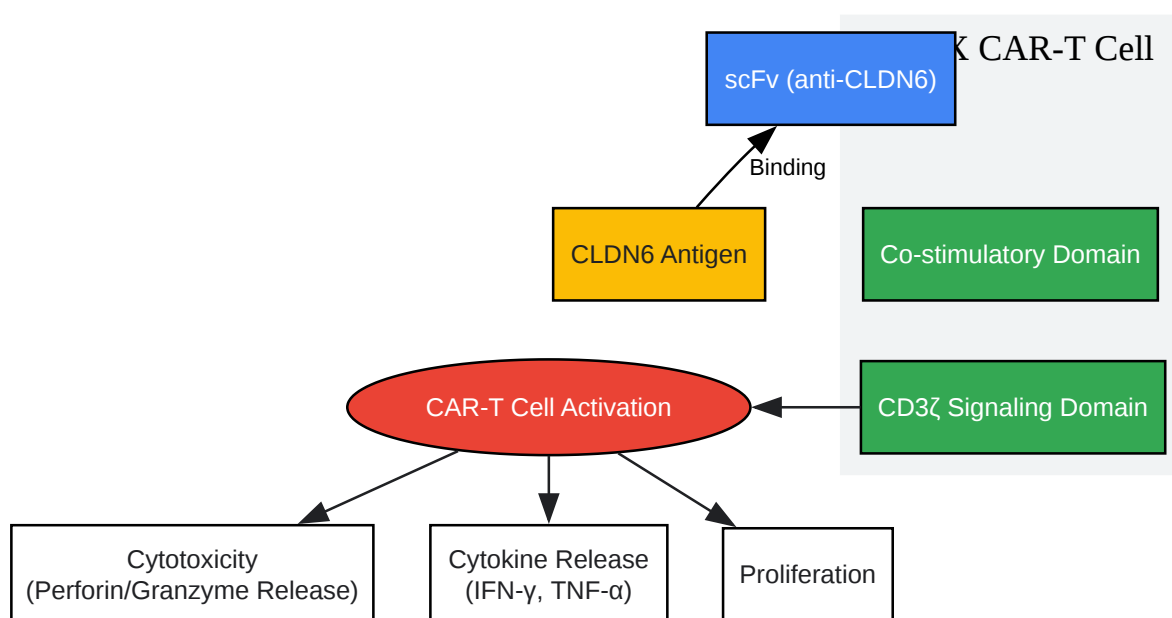 CAR-T Cell
scFv (anti-CLDN6)
Binding
CLDN6 Antigen
Co-stimulatory Domain
CAR-T Cell Activation
CD3ζ Signaling Domain
Cytotoxicity
(Perforin/Granzyme Release)
Cytokine Release
(IFN-γ, TNF-α)
Proliferation